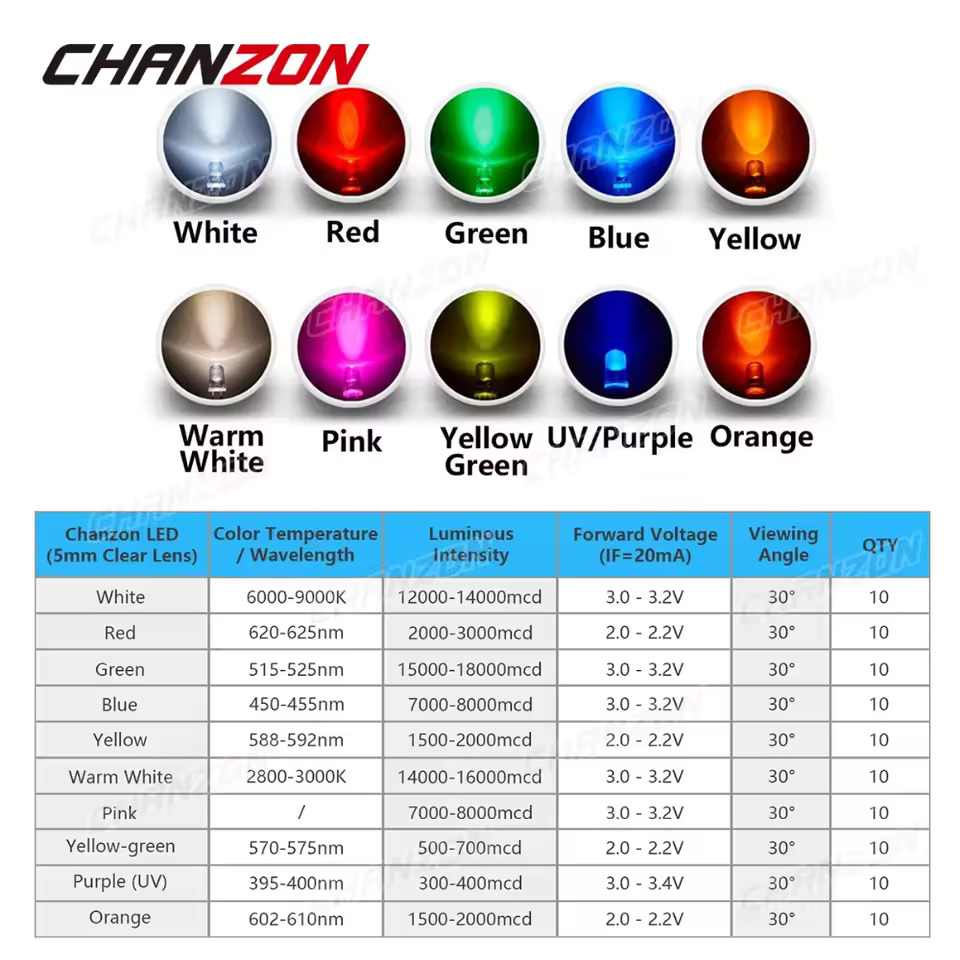 CHANZON
White Red Green Blue Yellow
Warm White Pink Yellow Green UV/Purple Orange
Chanzon LED (5mm Clear Lens) Color Temperature / Wavelength Luminous Intensity Forward Voltage (IF=20mA) Viewing Angle QTY
White 6000-9000K 12000-14000mcd 3.0 - 3.2V 30° 10
Red 620-625nm 2000-3000mcd 2.0 - 2.2V 30° 10
Green 515-525nm 15000-18000mcd 3.0 - 3.2V 30° 10
Blue 450-455nm 7000-8000mcd 3.0 - 3.2V 30° 10
Yellow 588-592nm 1500-2000mcd 2.0 - 2.2V 30° 10
Warm White 2800-3000K 14000-16000mcd 3.0 - 3.2V 30° 10
Pink / 7000-8000mcd 3.0 - 3.2V 30° 10
Yellow-green 570-575nm 500-700mcd 2.0 - 2.2V 30° 10
Purple (UV) 395-400nm 300-400mcd 3.0 - 3.4V 30° 10
Orange 602-610nm 1500-2000mcd 2.0 - 2.2V 30° 10